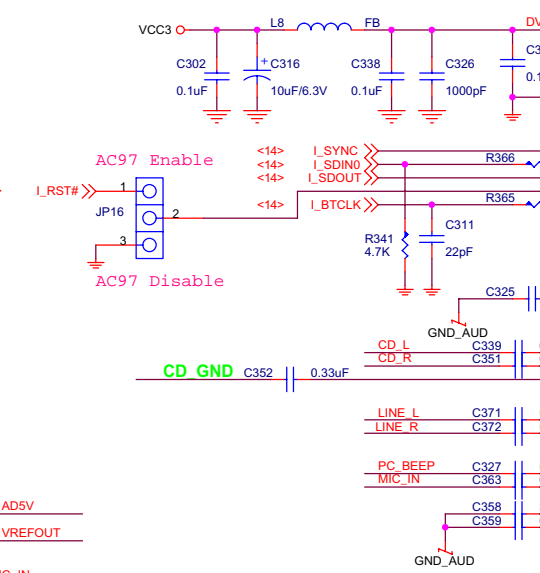 VCC3 L8 FB DV
C302 C316 C338 C326 C3
+
0.1uF 10uF/6.3V 0.1uF 1000pF 0.1
AC97 Enable
<14> I_SYNC
<14> I_SDIN0 R366
<14> I_SDOUT
I_RST# 1
<14> I_BTCLK R365
JP16 2
C311
R341
4.7K 22pF
3
AC97 Disable
C325
GND_AUD
CD_L C339
CD_R C351
CD_GND C352 0.33uF
LINE_L C371
LINE_R C372
PC_BEEP C327
MIC_IN C363
AD5V C358
C359
VREFOUT
GND_AUD